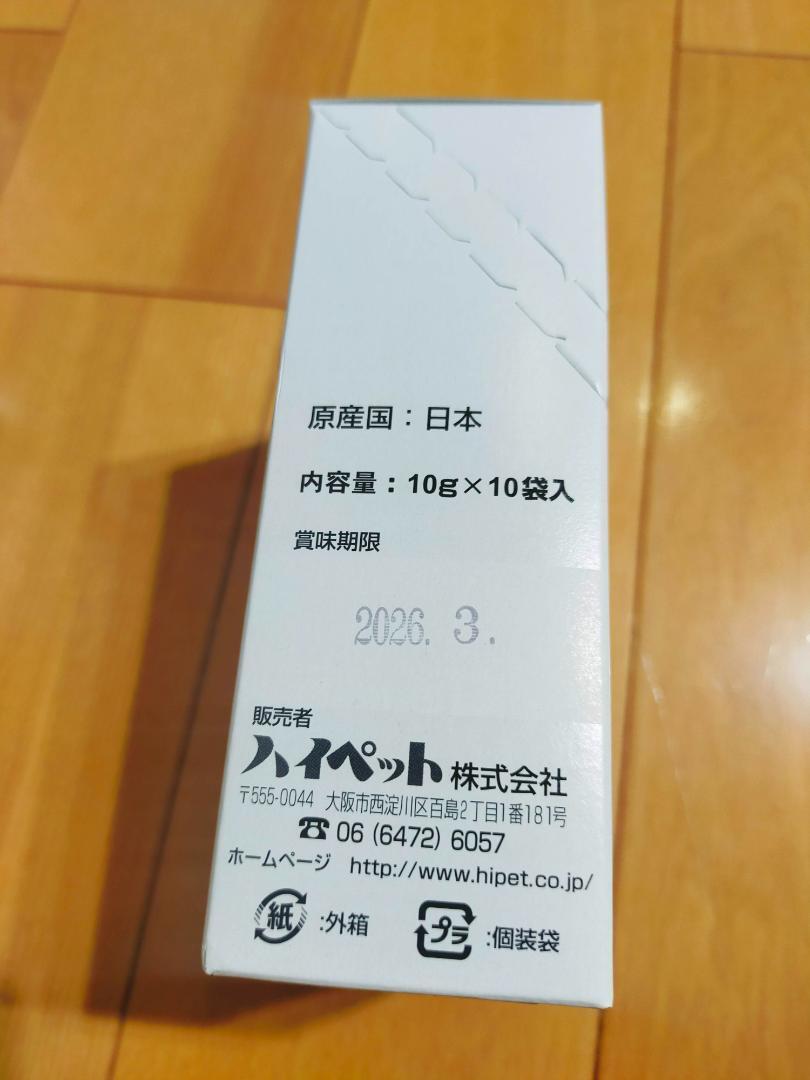 原産国：日本
内容量：10g×10袋入
賞味期限
2026. 3.
販売者
ハイペット株式会社
〒555-0044 大阪市西淀川区百島2丁目1番181号
☎ 06 (6472) 6057
ホームページ http://www.hipet.co.jp/
紙 :外箱 プラ :個装袋